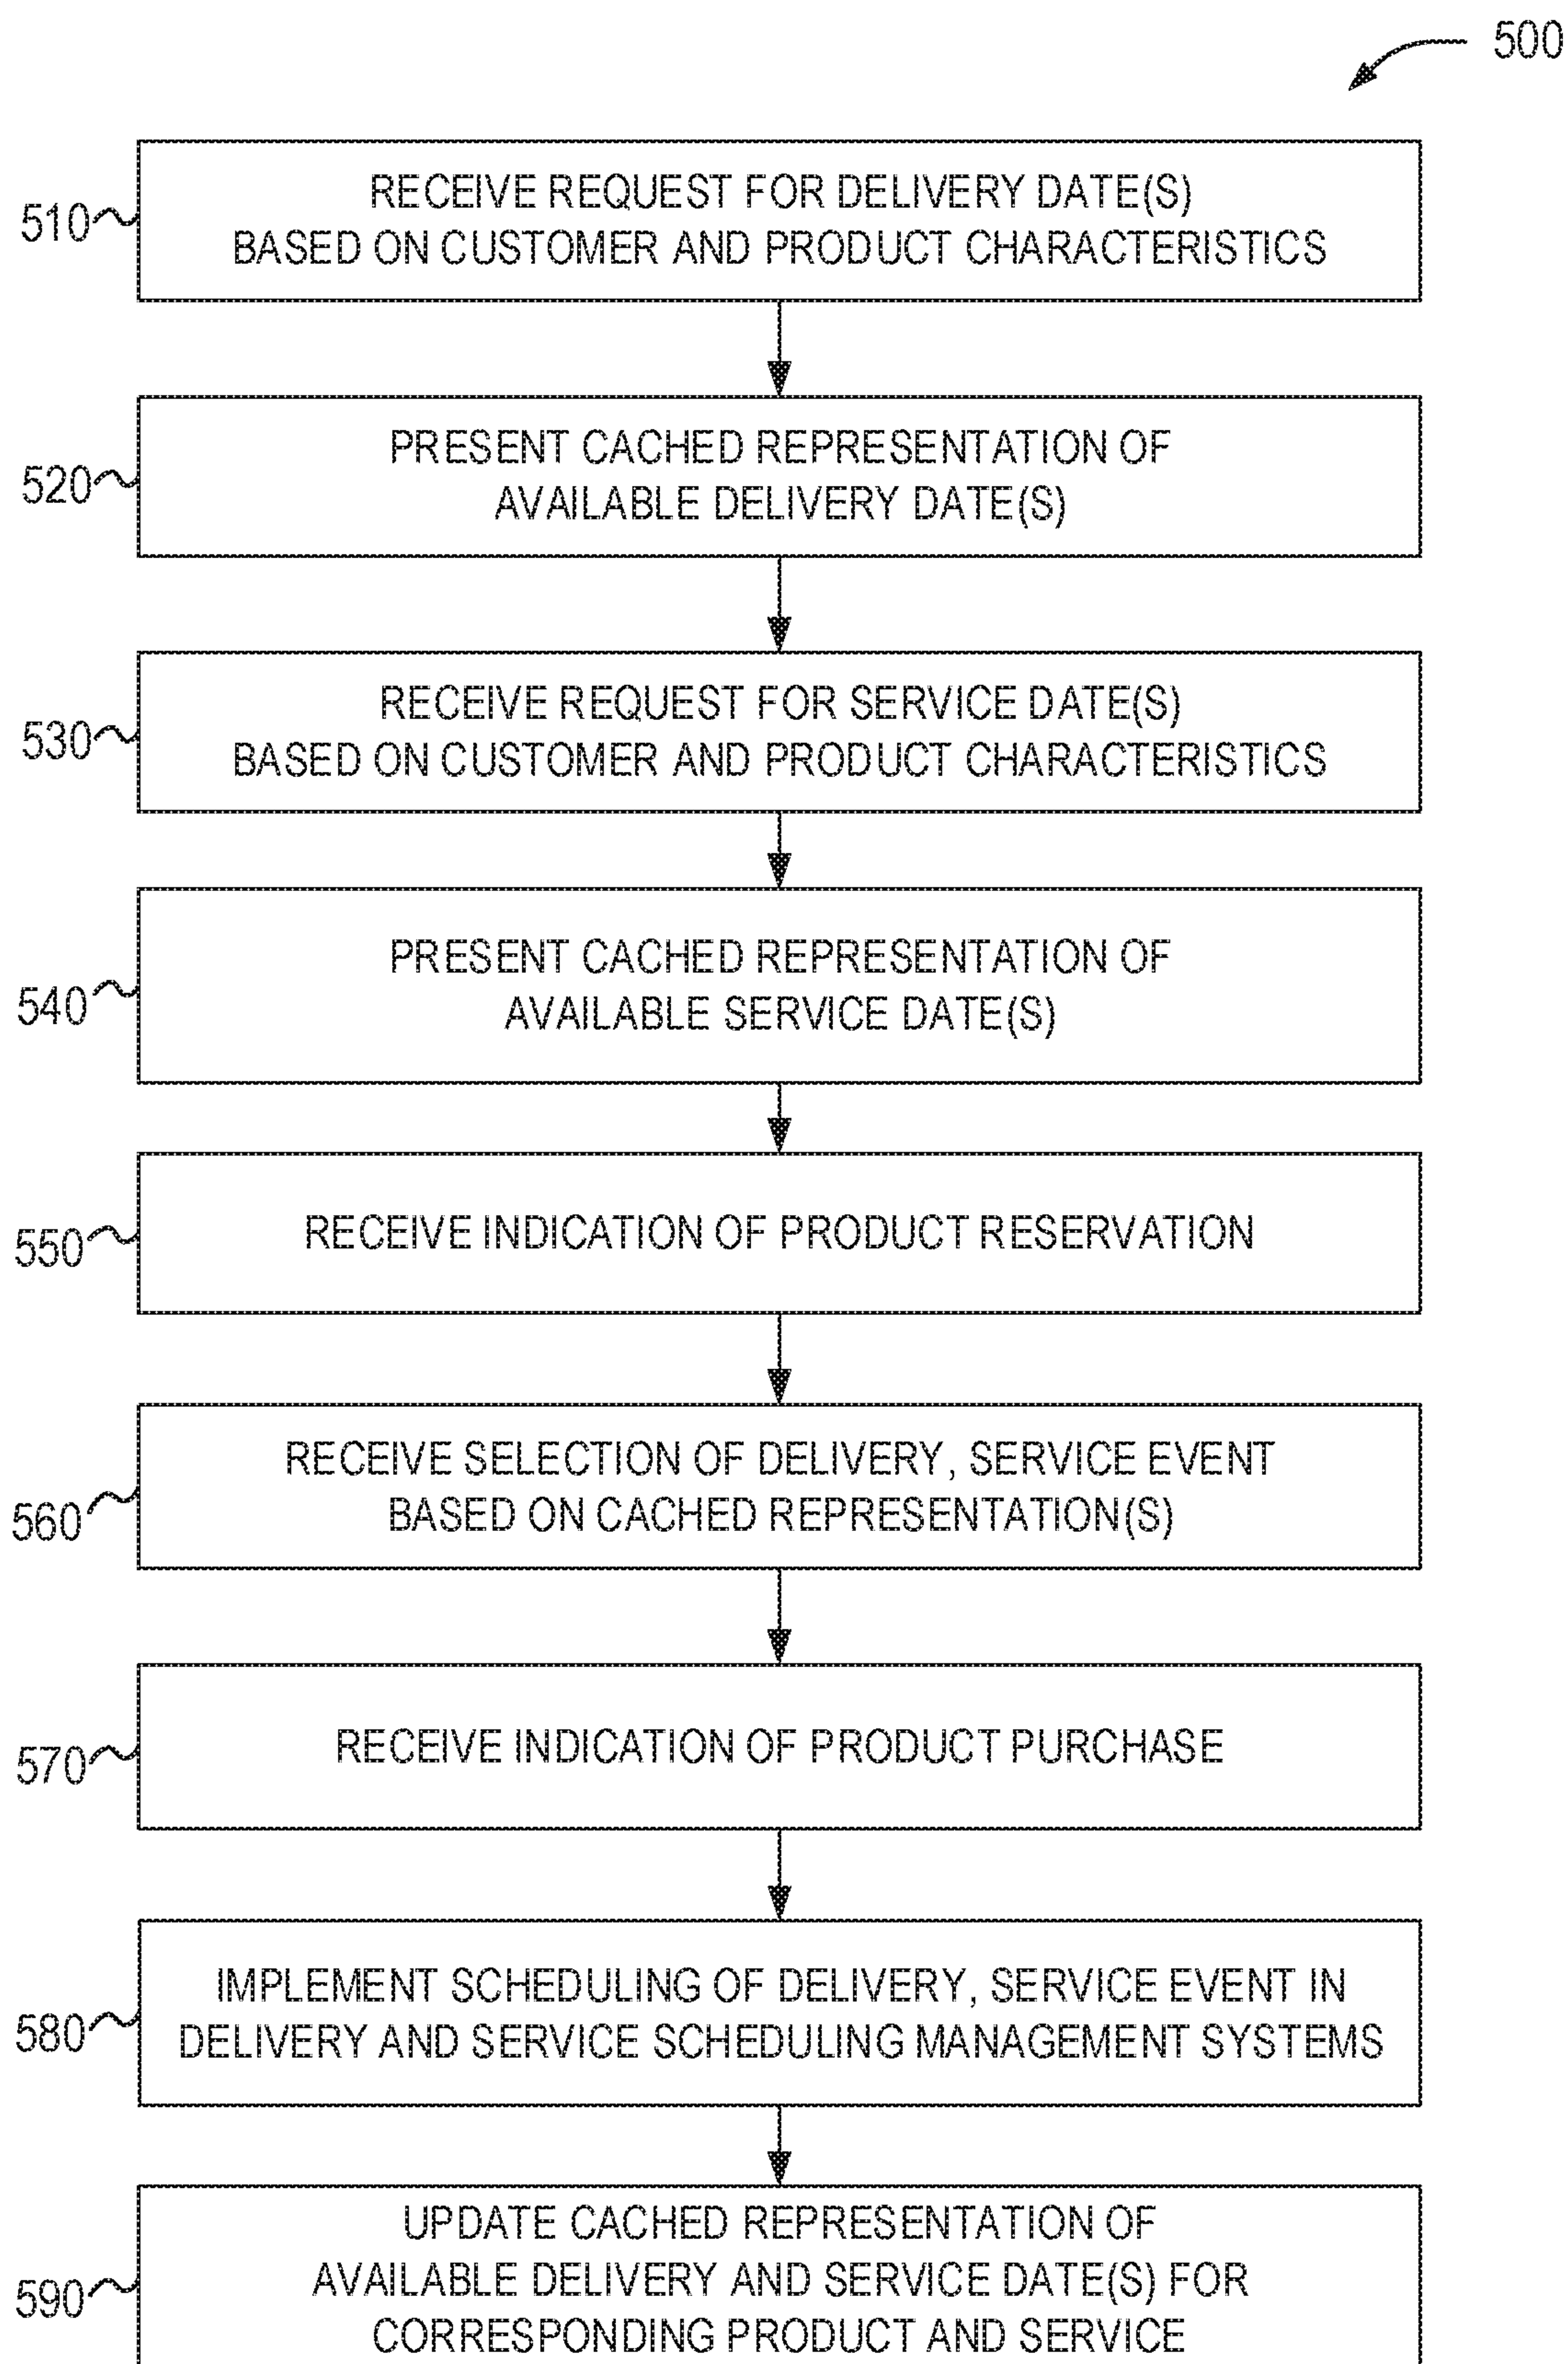 500
510
RECEIVE REQUEST FOR DELIVERY DATE(S)
BASED ON CUSTOMER AND PRODUCT CHARACTERISTICS
520
PRESENT CACHED REPRESENTATION OF
AVAILABLE DELIVERY DATE(S)
530
RECEIVE REQUEST FOR SERVICE DATE(S)
BASED ON CUSTOMER AND PRODUCT CHARACTERISTICS
540
PRESENT CACHED REPRESENTATION OF
AVAILABLE SERVICE DATE(S)
550
RECEIVE INDICATION OF PRODUCT RESERVATION
560
RECEIVE SELECTION OF DELIVERY, SERVICE EVENT
BASED ON CACHED REPRESENTATION(S)
570
RECEIVE INDICATION OF PRODUCT PURCHASE
580
IMPLEMENT SCHEDULING OF DELIVERY, SERVICE EVENT IN
DELIVERY AND SERVICE SCHEDULING MANAGEMENT SYSTEMS
590
UPDATE CACHED REPRESENTATION OF
AVAILABLE DELIVERY AND SERVICE DATE(S) FOR
CORRESPONDING PRODUCT AND SERVICE